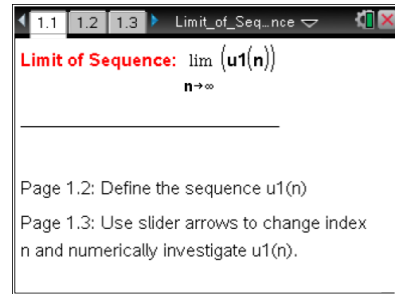 1.1 1.2 1.3 Limit_of_Seq...nce
Limit of Sequence: lim (u1(n))
n→∞
Page 1.2: Define the sequence u1(n)
Page 1.3: Use slider arrows to change index
n and numerically investigate u1(n).